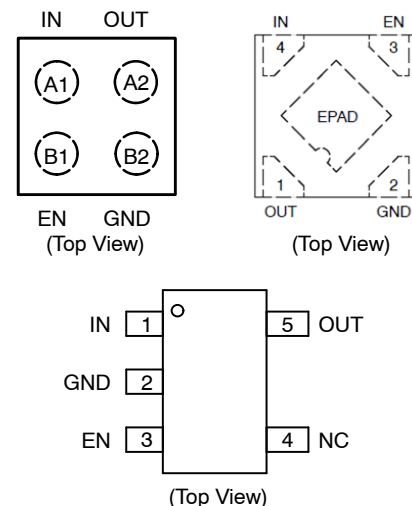 IN OUT
A1 A2
B1 B2
EN GND
(Top View)
IN EN
4 3
EPAD
1 2
OUT GND
(Top View)
IN 1 5 OUT
GND 2
EN 3 4 NC
(Top View)